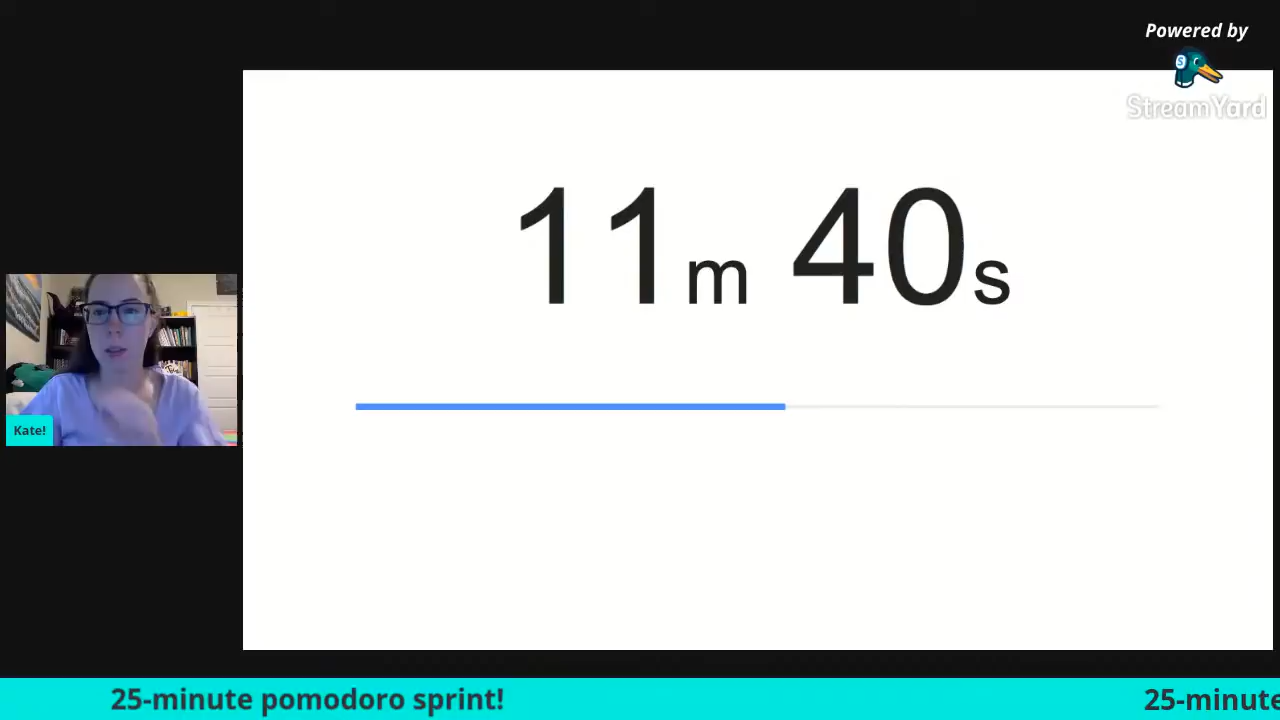 Powered by
StreamYard
11m 40s
Kate!
25-minute pomodoro sprint!
25-minute